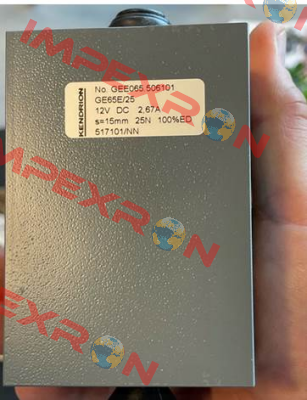 KENDRION
No. GEE065 506101
GE65E/25
12V DC 2,67A
s=15mm 25N 100%ED
517101/NN
IMPEXRON
IMPEXRON
IMPEXRON